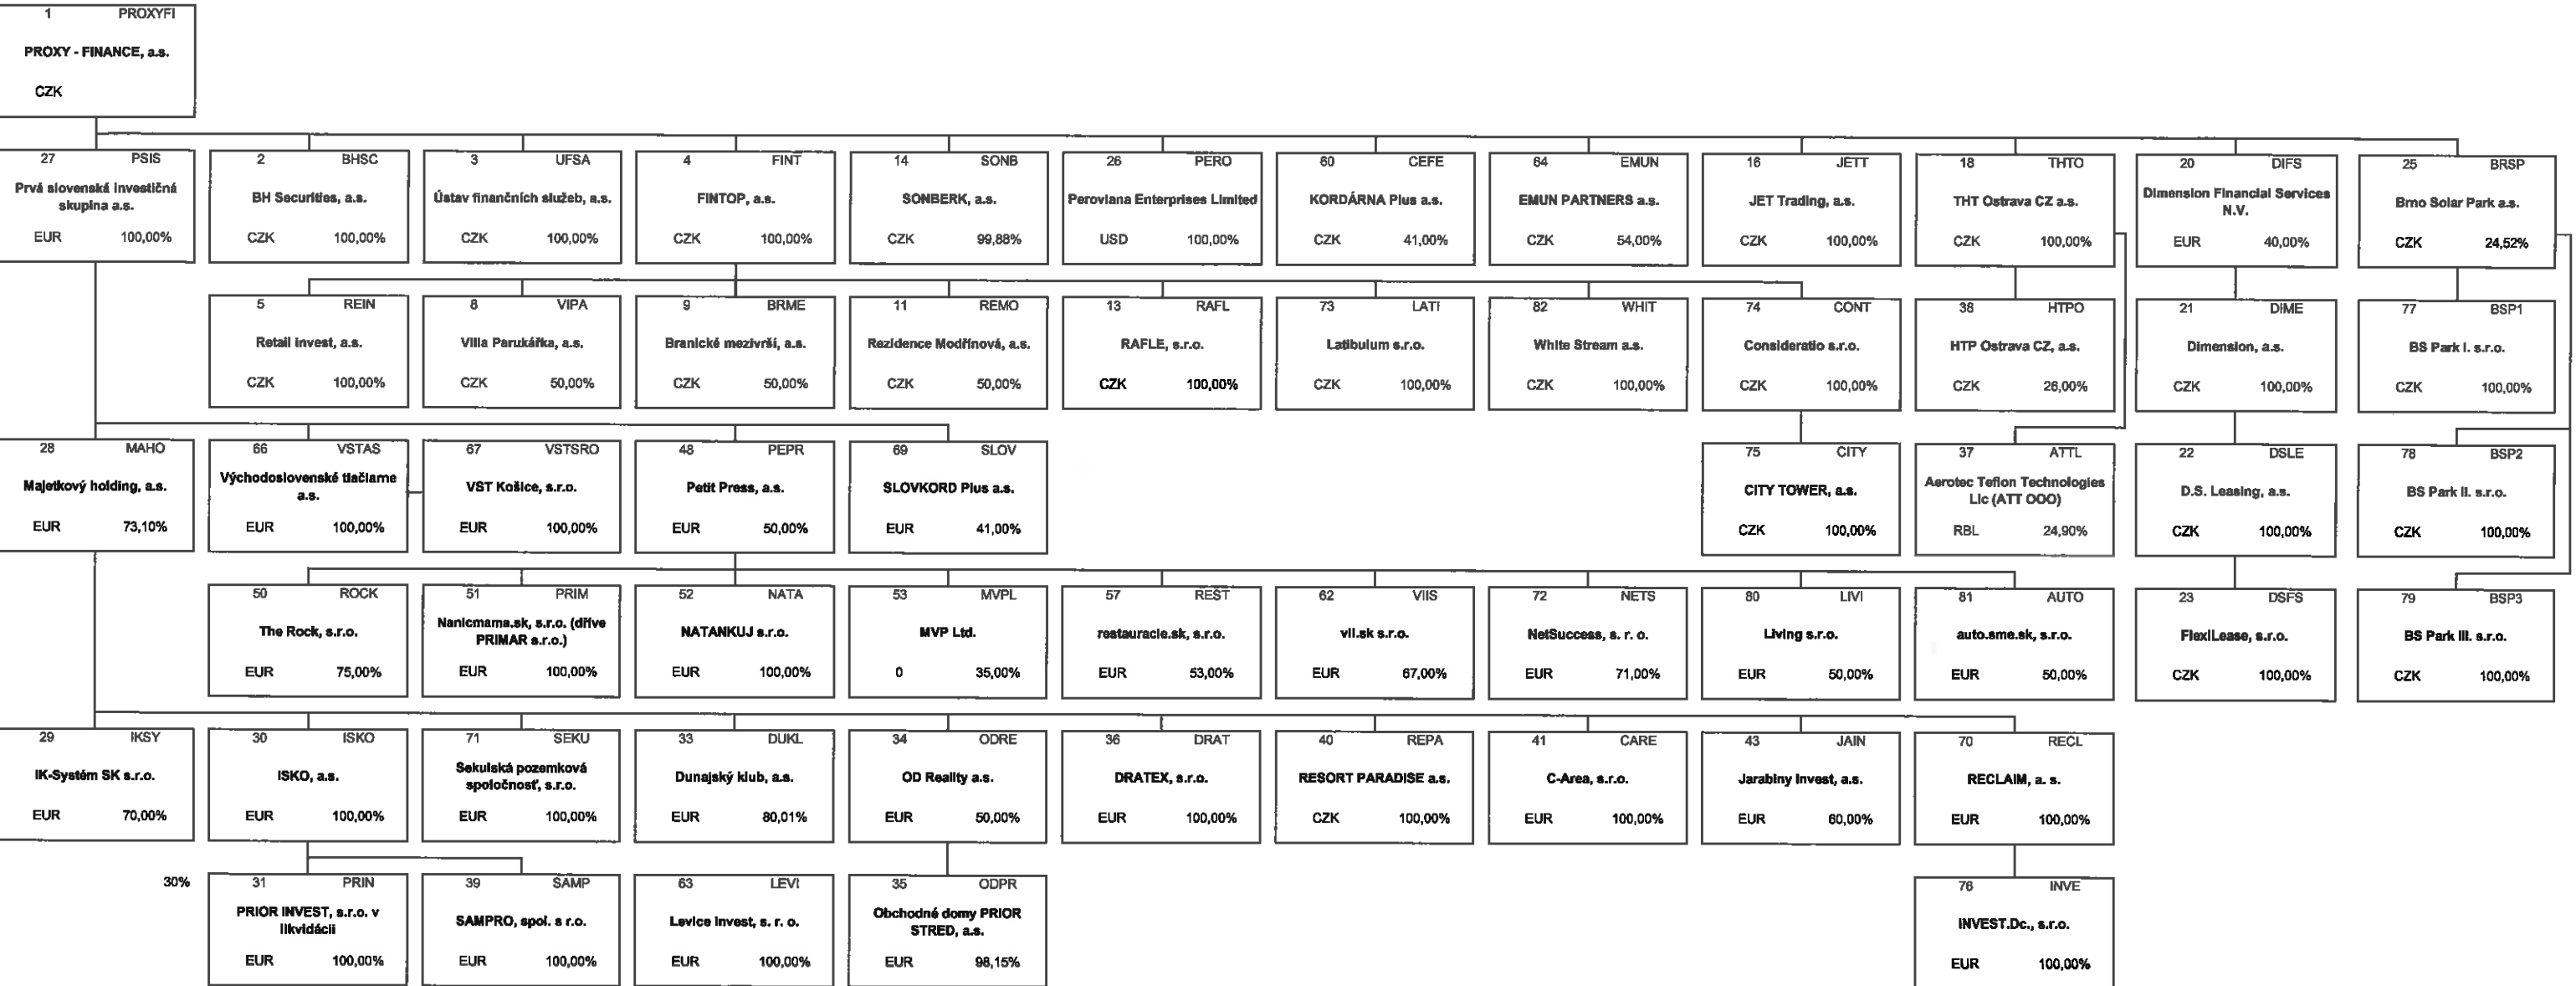 1 PROXYFI
PROXY - FINANCE, a.s.
CZK
27 PSIS
Prvá slovenská investičná
skupina a.s.
EUR 100,00%
2 BHSC
BH Securities, a.s.
CZK 100,00%
3 UFSA
Ústav finančních služeb, a.s.
CZK 100,00%
4 FINT
FINTOP, a.s.
CZK 100,00%
14 SONB
SONBERK, a.s.
CZK 99,88%
26 PERO
Peroviana Enterprises Limited
USD 100,00%
60 CEFE
KORDÁRNA Plus a.s.
CZK 41,00%
64 EMUN
EMUN PARTNERS a.s.
CZK 54,00%
16 JETT
JET Trading, a.s.
CZK 100,00%
18 THTO
THT Ostrava CZ a.s.
CZK 100,00%
20 DIFS
Dimension Financial Services
N.V.
EUR 40,00%
25 BRSP
Brno Solar Park a.s.
CZK 24,52%
5 REIN
Retail invest, a.s.
CZK 100,00%
8 VIPA
Villa Parukářka, a.s.
CZK 50,00%
9 BRME
Branické mezivrší, a.s.
CZK 50,00%
11 REMO
Rezidence Modřínová, a.s.
CZK 50,00%
13 RAFL
RAFLE, s.r.o.
CZK 100,00%
73 LATI
Latibulum s.r.o.
CZK 100,00%
82 WHIT
White Stream a.s.
CZK 100,00%
74 CONT
Consideratio s.r.o.
CZK 100,00%
38 HTPO
HTP Ostrava CZ, a.s.
CZK 26,00%
21 DIME
Dimension, a.s.
CZK 100,00%
77 BSP1
BS Park I. s.r.o.
CZK 100,00%
28 MAHO
Majetkový holding, a.s.
EUR 73,10%
66 VSTAS
Východoslovenské tlačiarne
a.s.
EUR 100,00%
67 VSTSRO
VST Košice, s.r.o.
EUR 100,00%
48 PEPR
Petit Press, a.s.
EUR 50,00%
69 SLOV
SLOVKORD Plus a.s.
EUR 41,00%
75 CITY
CITY TOWER, a.s.
CZK 100,00%
37 ATTL
Aerotec Teflon Technologies
Llc (ATT OOO)
RBL 24,90%
22 DSLE
D.S. Leasing, a.s.
CZK 100,00%
78 BSP2
BS Park II. s.r.o.
CZK 100,00%
50 ROCK
The Rock, s.r.o.
EUR 75,00%
51 PRIM
Nanicmama.sk, s.r.o. (dříve
PRIMAR s.r.o.)
EUR 100,00%
52 NATA
NATANKUJ s.r.o.
EUR 100,00%
53 MVPL
MVP Ltd.
0 35,00%
57 REST
restauracie.sk, s.r.o.
EUR 53,00%
62 VIIS
vii.sk s.r.o.
EUR 67,00%
72 NETS
NetSuccess, s. r. o.
EUR 71,00%
80 LIVI
Living s.r.o.
EUR 50,00%
81 AUTO
auto.sme.sk, s.r.o.
EUR 50,00%
23 DSFS
FlexiLease, s.r.o.
CZK 100,00%
79 BSP3
BS Park III. s.r.o.
CZK 100,00%
29 IKSY
IK-Systém SK s.r.o.
EUR 70,00%
30 ISKO
ISKO, a.s.
EUR 100,00%
71 SEKU
Sekulská pozemková
spoločnosť, s.r.o.
EUR 100,00%
33 DUKL
Dunajský klub, a.s.
EUR 80,01%
34 ODRE
OD Reality a.s.
EUR 50,00%
36 DRAT
DRATEX, s.r.o.
EUR 100,00%
40 REPA
RESORT PARADISE a.s.
CZK 100,00%
41 CARE
C-Area, s.r.o.
EUR 100,00%
43 JAIN
Jarabiny Invest, a.s.
EUR 60,00%
70 RECL
RECLAIM, a. s.
EUR 100,00%
30%
31 PRIN
PRIOR INVEST, s.r.o. v
likvidácii
EUR 100,00%
39 SAMP
SAMPRO, spol. s r.o.
EUR 100,00%
63 LEVI
Levice Invest, s. r. o.
EUR 100,00%
35 ODPR
Obchodné domy PRIOR
STRED, a.s.
EUR 98,15%
76 INVE
INVEST.Dc., s.r.o.
EUR 100,00%